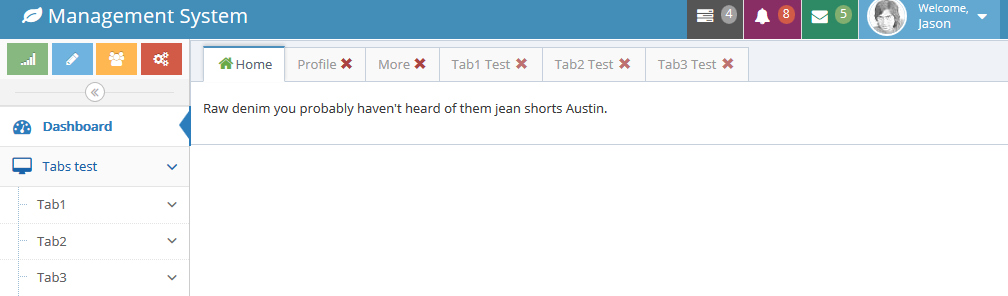 Management System
4
8
5
Welcome,
Jason
Home Profile More Tab1 Test Tab2 Test Tab3 Test
Raw denim you probably haven't heard of them jean shorts Austin.
Dashboard
Tabs test
Tab1
Tab2
Tab3